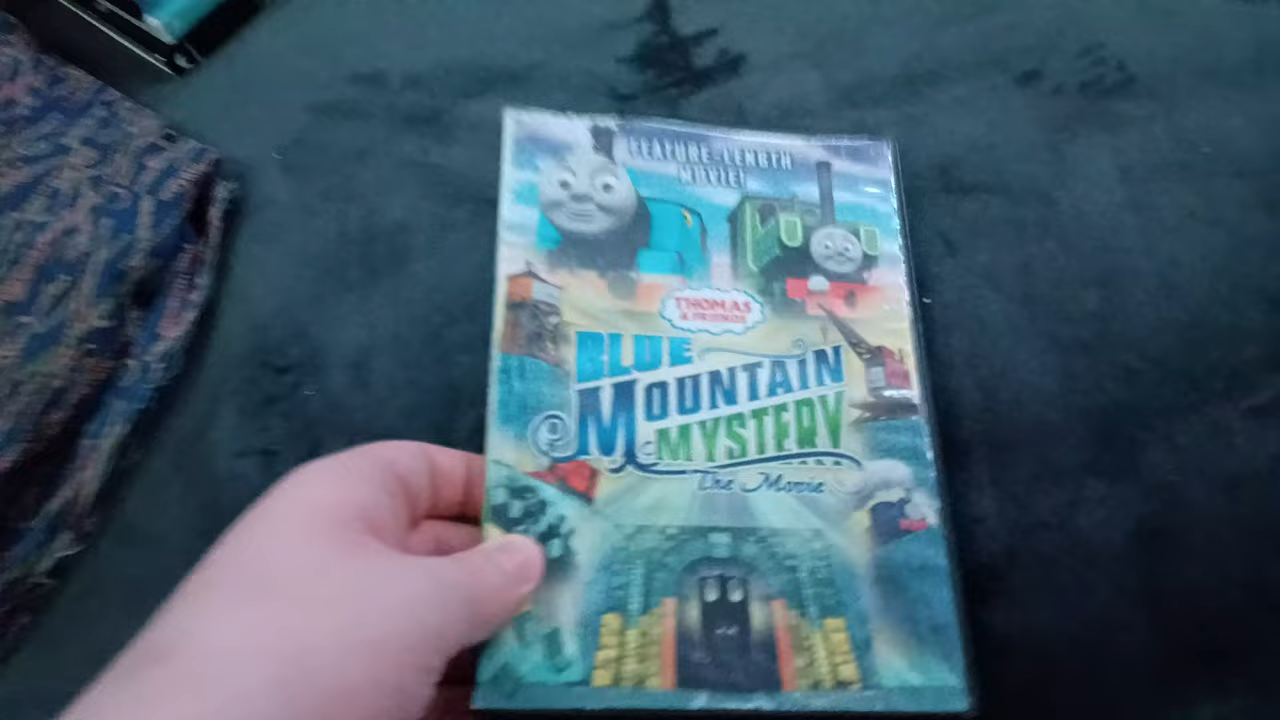 FEATURE-LENGTH
MOVIE!
THOMAS
& FRIENDS
BLUE
MOUNTAIN
MYSTERY
The Movie